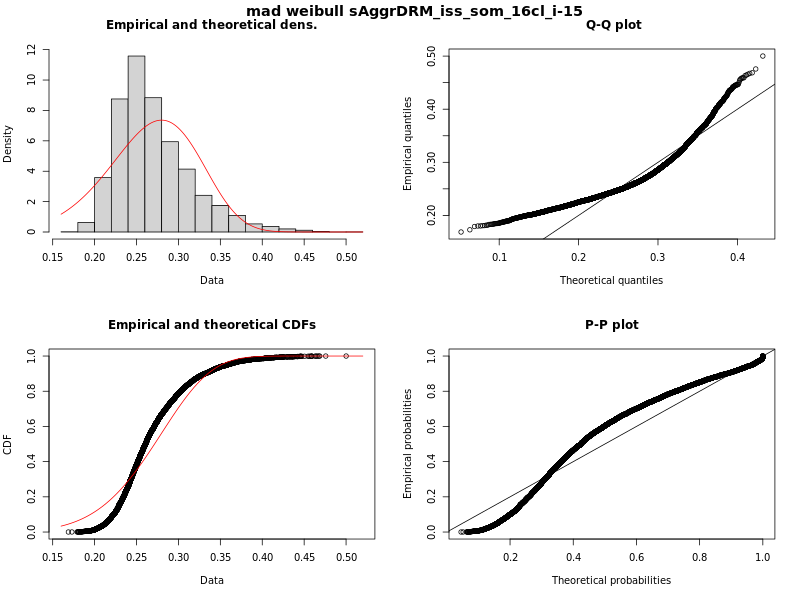 mad weibull sAggrDRM_iss_som_16cl_i-15
Empirical and theoretical dens.
Density
0 2 4 6 8 10 12
0.15 0.20 0.25 0.30 0.35 0.40 0.45 0.50
Data
Q-Q plot
Empirical quantiles
0.20 0.30 0.40 0.50
0.1 0.2 0.3 0.4
Theoretical quantiles
Empirical and theoretical CDFs
CDF
0.0 0.2 0.4 0.6 0.8 1.0
0.15 0.20 0.25 0.30 0.35 0.40 0.45 0.50
Data
P-P plot
Empirical probabilities
0.0 0.2 0.4 0.6 0.8 1.0
0.2 0.4 0.6 0.8 1.0
Theoretical probabilities